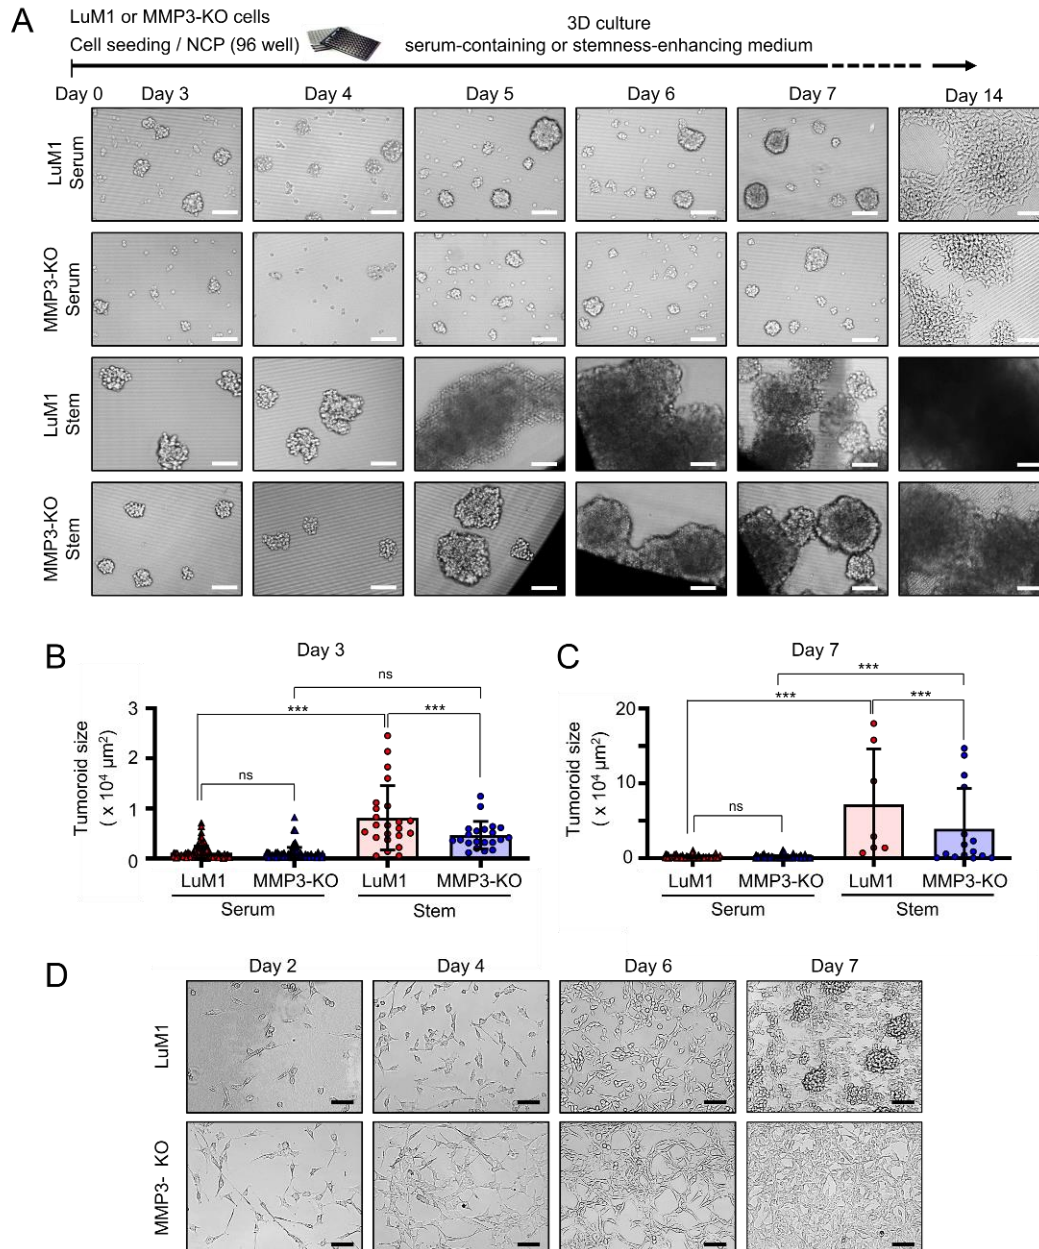 A
LuM1 or MMP3-KO cells
Cell seeding / NCP (96 well)
3D culture
serum-containing or stemness-enhancing medium
Day 0
Day 3
Day 4
Day 5
Day 6
Day 7
Day 14
LuM1
Serum
MMP3-KO
Serum
LuM1
Stem
MMP3-KO
Stem
B
Day 3
ns
***
***
ns
Tumoroid size
( x 10⁴ µm²)
3
2
1
0
LuM1
MMP3-KO
LuM1
MMP3-KO
Serum
Stem
C
Day 7
***
***
***
ns
Tumoroid size
( x 10⁴ µm²)
20
10
0
LuM1
MMP3-KO
LuM1
MMP3-KO
Serum
Stem
D
Day 2
Day 4
Day 6
Day 7
LuM1
MMP3- KO